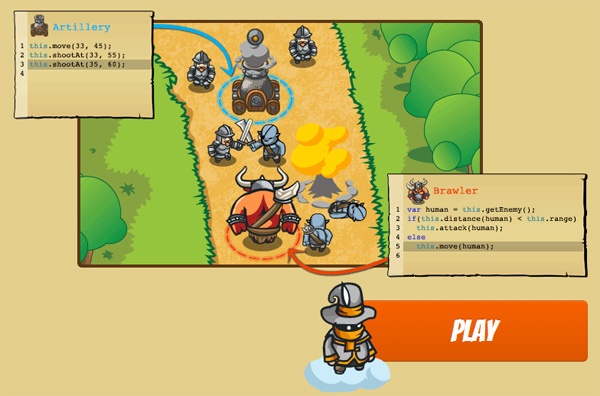 Artillery
1 this.move(33, 45);
2 this.shootAt(33, 55);
3 this.shootAt(35, 60);
4
Brawler
1 var human = this.getEnemy();
2 if(this.distance(human) < this.range)
3 this.attack(human);
4 else
5 this.move(human);
6
PLAY